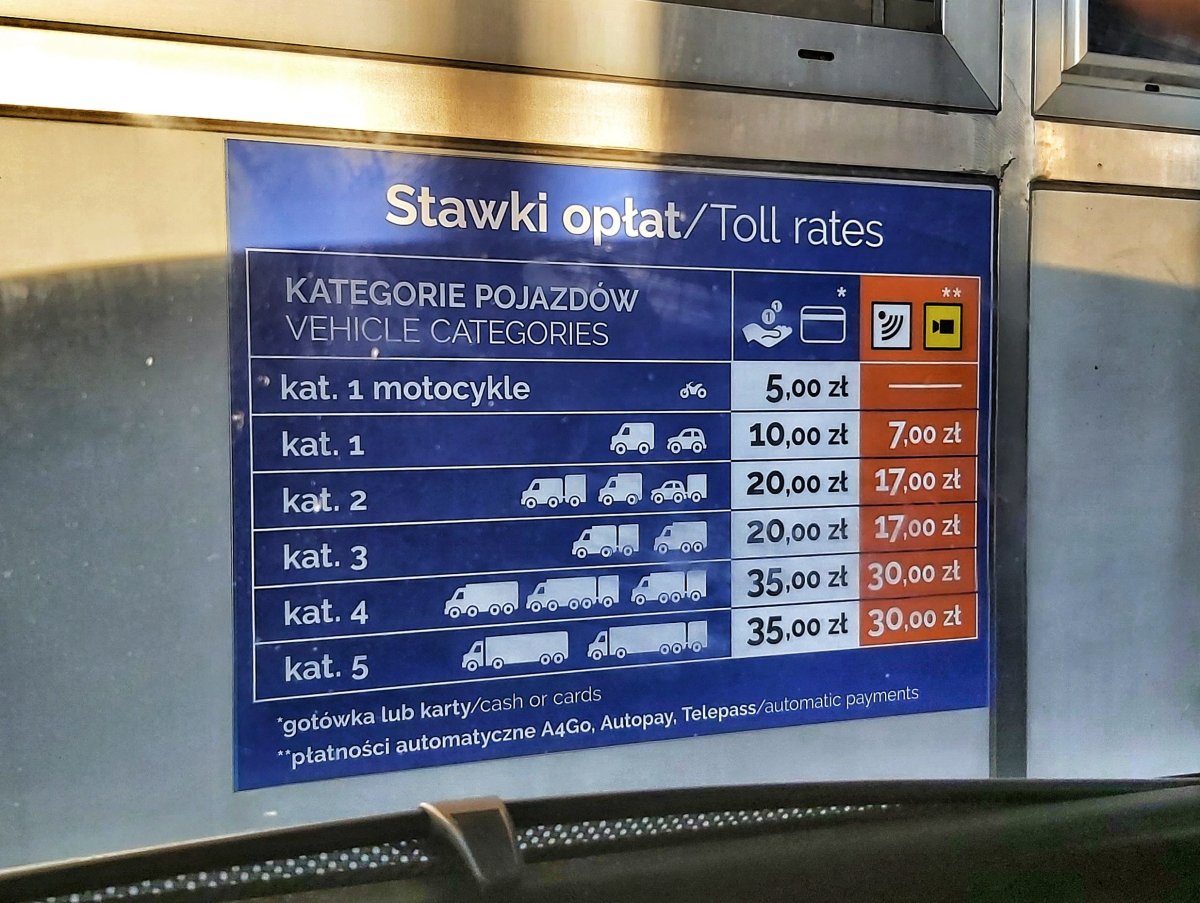 Stawki opłat/Toll rates
KATEGORIE POJAZDÓW
VEHICLE CATEGORIES
* **
kat. 1 motocykle 5,00 zł
kat. 1 10,00 zł 7,00 zł
kat. 2 20,00 zł 17,00 zł
kat. 3 20,00 zł 17,00 zł
kat. 4 35,00 zł 30,00 zł
kat. 5 35,00 zł 30,00 zł
*gotówka lub karty/cash or cards
**płatności automatyczne A4Go, Autopay, Telepass/automatic payments